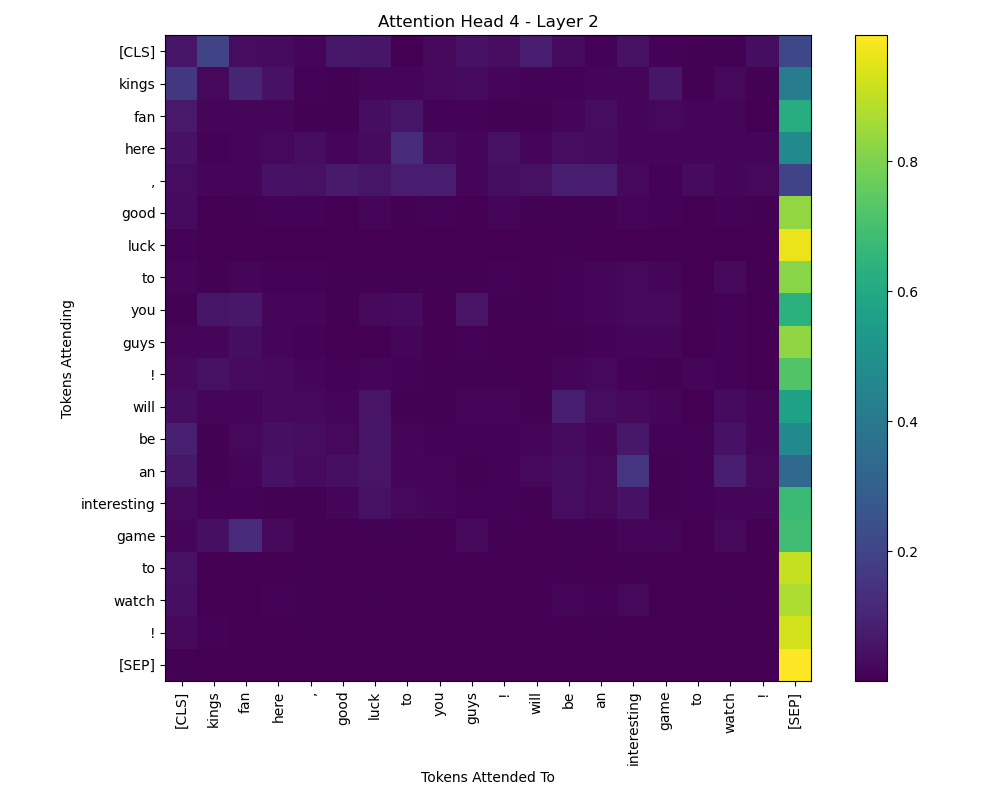 Attention Head 4 - Layer 2
Tokens Attending
[CLS]
kings
fan
here
,
good
luck
to
you
guys
!
will
be
an
interesting
game
to
watch
!
[SEP]
[CLS]
kings
fan
here
,
good
luck
to
you
guys
!
will
be
an
interesting
game
to
watch
!
[SEP]
Tokens Attended To
0.8
0.6
0.4
0.2